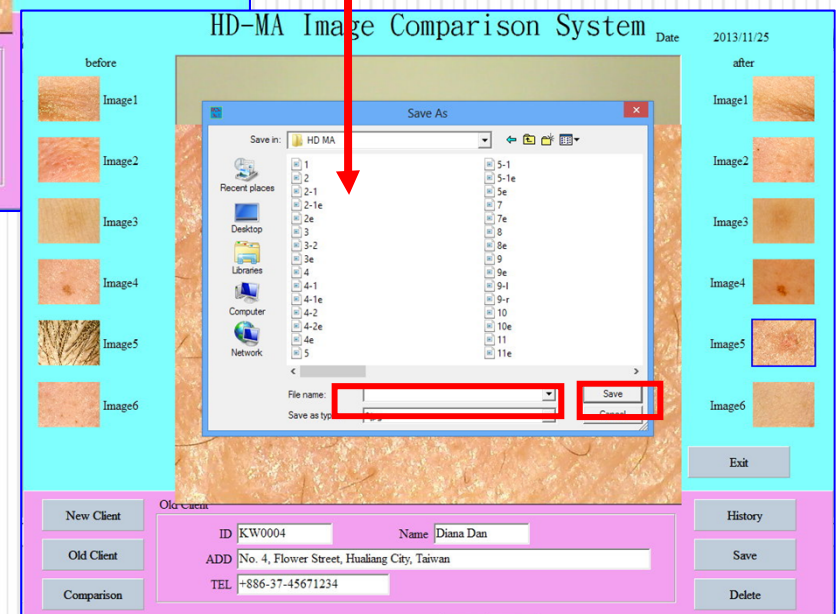 HD-MA Image Comparison System
Date 2013/11/25
before
after
Image1
Image2
Image3
Image4
Image5
Image6
Image1
Image2
Image3
Image4
Image5
Image6
Save As
Save in: HD MA
Recent places
Desktop
Libraries
Computer
Network
1
2
2-1
2-1e
2e
3
3-2
3e
4
4-1
4-1e
4-2
4-2e
4e
5
5-1
5-1e
5e
7
7e
8
8e
9
9e
9-l
9-r
10
10e
11
11e
File name:
Save
Save as typ
Cancel
Exit
New Client
Old Client
Comparison
Old Client
ID KW0004 Name Diana Dan
ADD No. 4, Flower Street, Hualiang City, Taiwan
TEL +886-37-45671234
History
Save
Delete